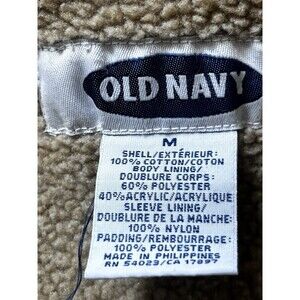 OLD NAVY
M
SHELL/EXTÉRIEUR:
100% COTTON/COTON
BODY LINING/
DOUBLURE CORPS:
60% POLYESTER
40%ACRYLIC/ACRYLIQUE
SLEEVE LINING/
DOUBLURE DE LA MANCHE:
100% NYLON
PADDING/REMBOURRAGE:
100% POLYESTER
MADE IN PHILIPPINES
RN 54023/CA 17897